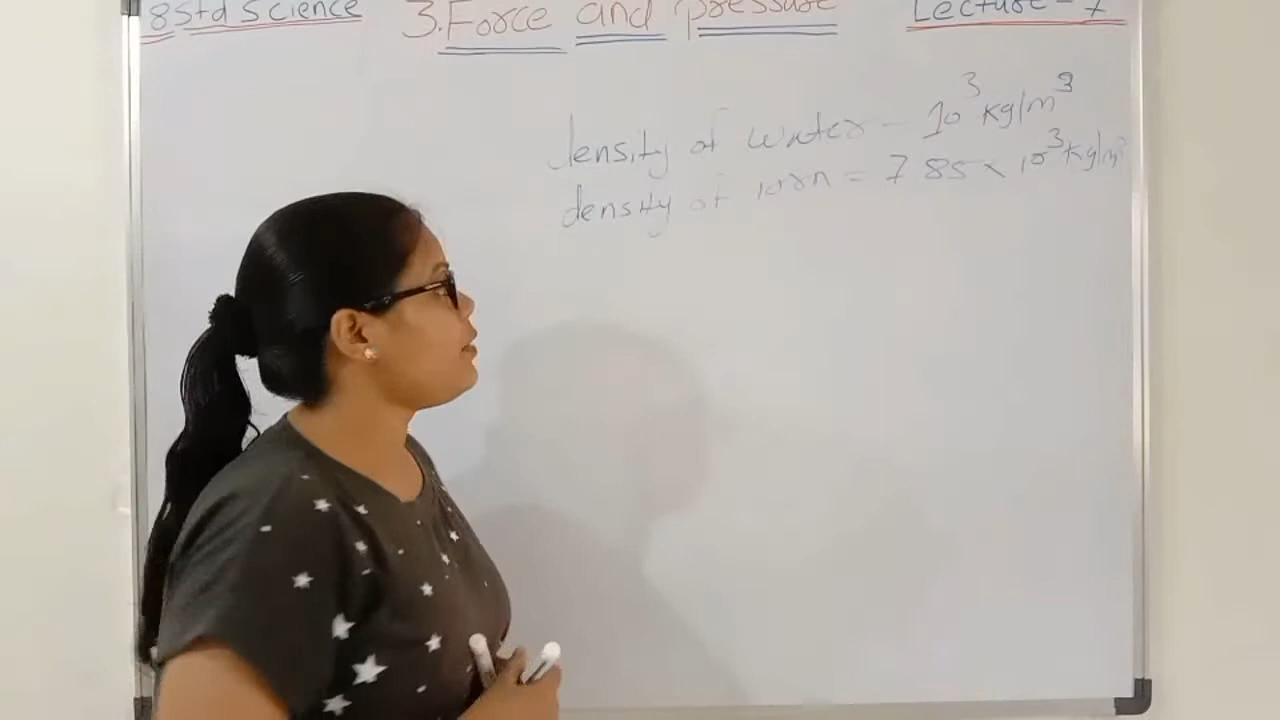 8Std Science 3.Force and pressure Lecture-7
density of water - 10³ kg/m³
density of iorn = 7.85 × 10³ kg/m³